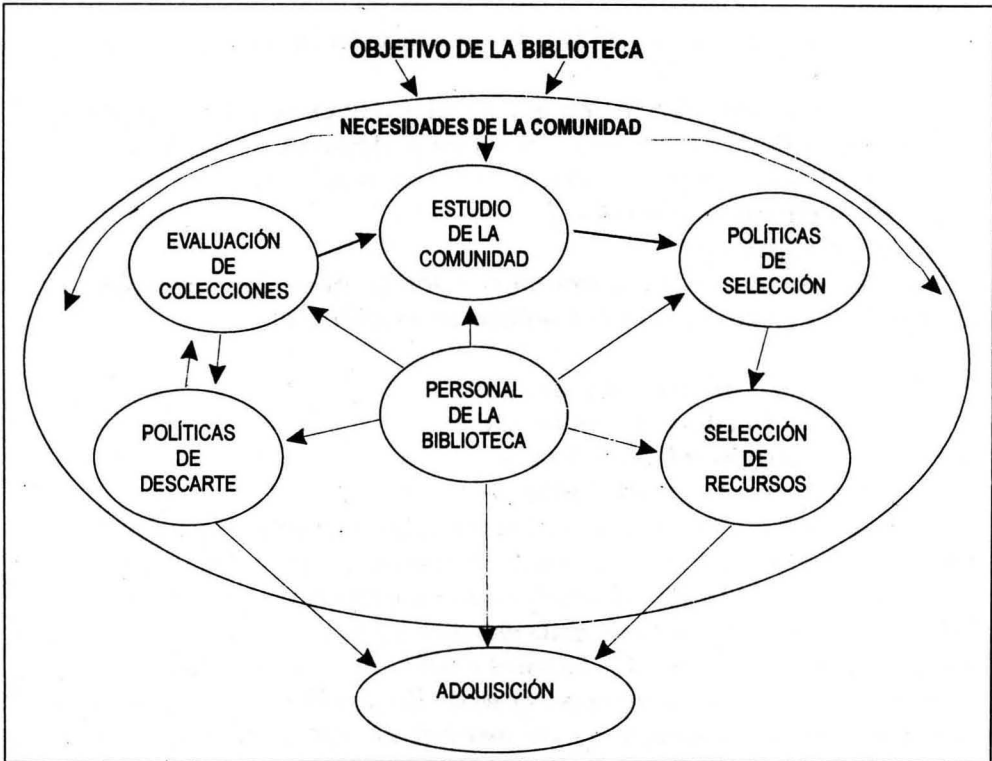 OBJETIVO DE LA BIBLIOTECA
NECESIDADES DE LA COMUNIDAD
ESTUDIO
DE LA
COMUNIDAD
EVALUACIÓN
DE
COLECCIONES
POLÍTICAS
DE
SELECCIÓN
PERSONAL
DE LA
BIBLIOTECA
POLÍTICAS
DE
DESCARTE
SELECCIÓN
DE
RECURSOS
ADQUISICIÓN